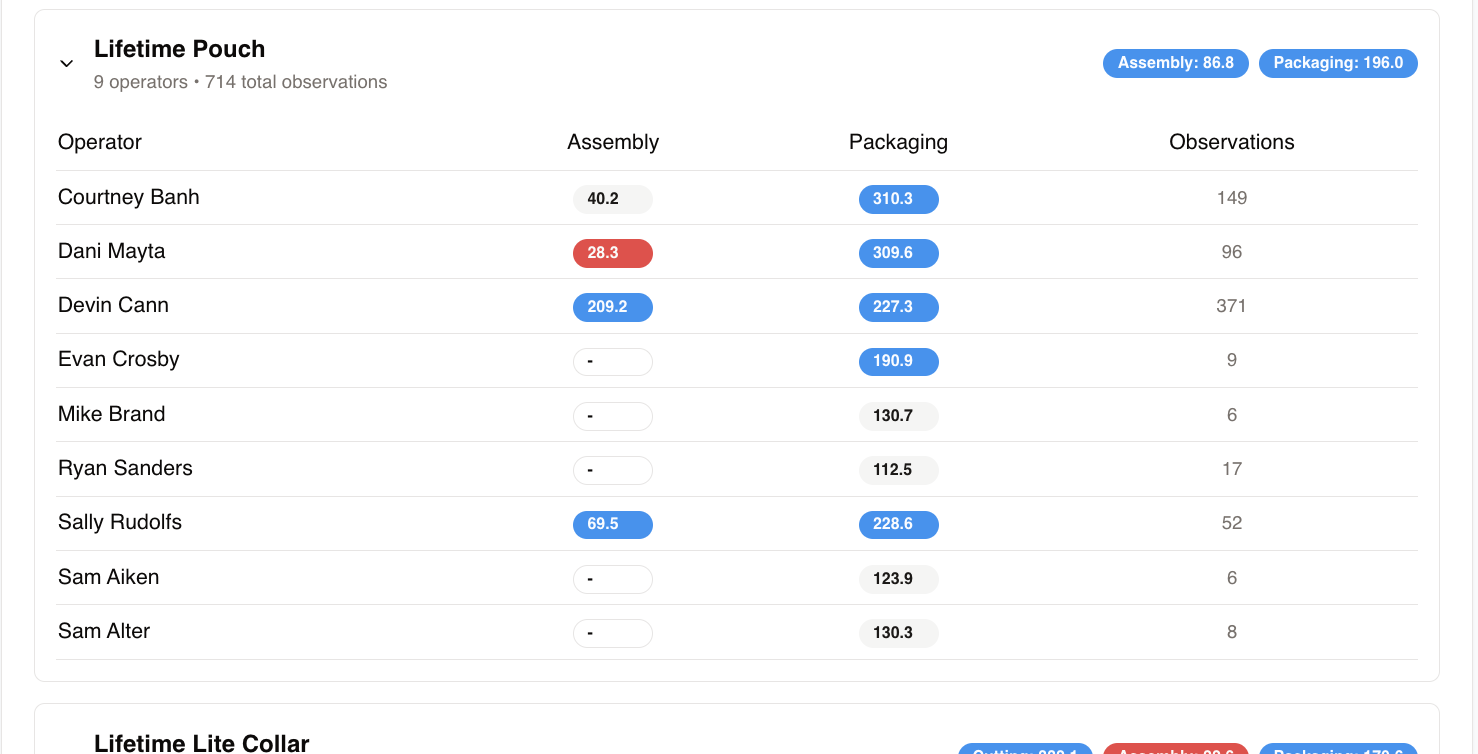 Lifetime Pouch
9 operators • 714 total observations
Assembly: 86.8 Packaging: 196.0
Operator Assembly Packaging Observations
Courtney Banh 40.2 310.3 149
Dani Mayta 28.3 309.6 96
Devin Cann 209.2 227.3 371
Evan Crosby - 190.9 9
Mike Brand - 130.7 6
Ryan Sanders - 112.5 17
Sally Rudolfs 69.5 228.6 52
Sam Aiken - 123.9 6
Sam Alter - 130.3 8
Lifetime Lite Collar
Cutting: Assembly: Packaging: